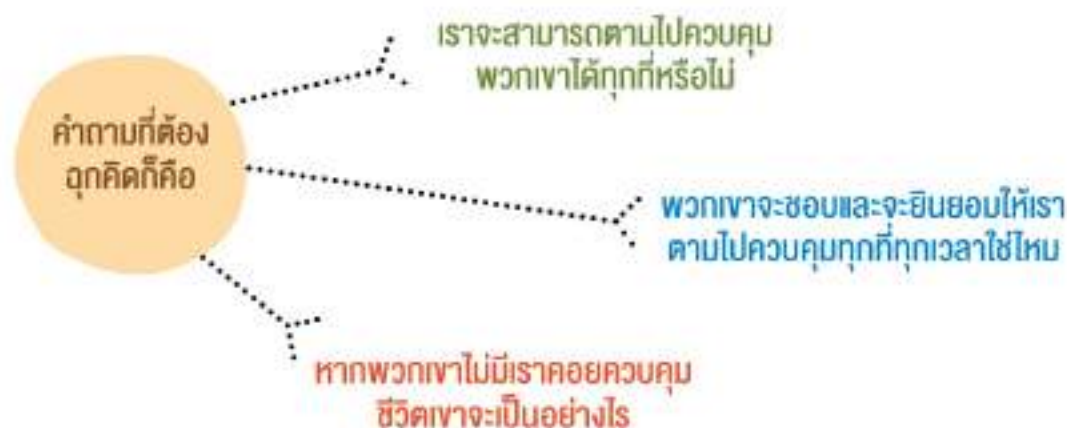 เราจะสามารถตามไปควบคุม
พวกเขาได้ทุกที่หรือไม่
คำถามที่ต้อง
ฉุกคิดก็คือ
พวกเขาจะชอบและจะยินยอมให้เรา
ตามไปควบคุมทุกที่ทุกเวลาใช่ไหม
หากพวกเขาไม่มีเราคอยควบคุม
ชีวิตเขาจะเป็นอย่างไร